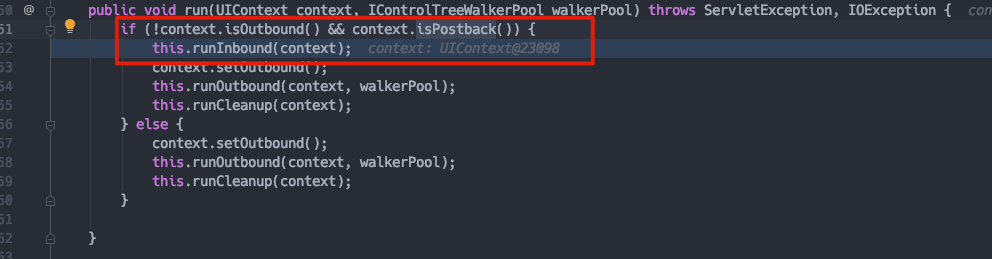 50 @ public void run(UIContext context, IControlTreeWalkerPool walkerPool) throws ServletException, IOException {
51 if (!context.isOutbound() && context.isPostback()) {
52 this.runInbound(context); context: UIContext@23098
53 context.setOutbound();
54 this.runOutbound(context, walkerPool);
55 this.runCleanup(context);
56 } else {
57 context.setOutbound();
58 this.runOutbound(context, walkerPool);
59 this.runCleanup(context);
60 }
61
62 }